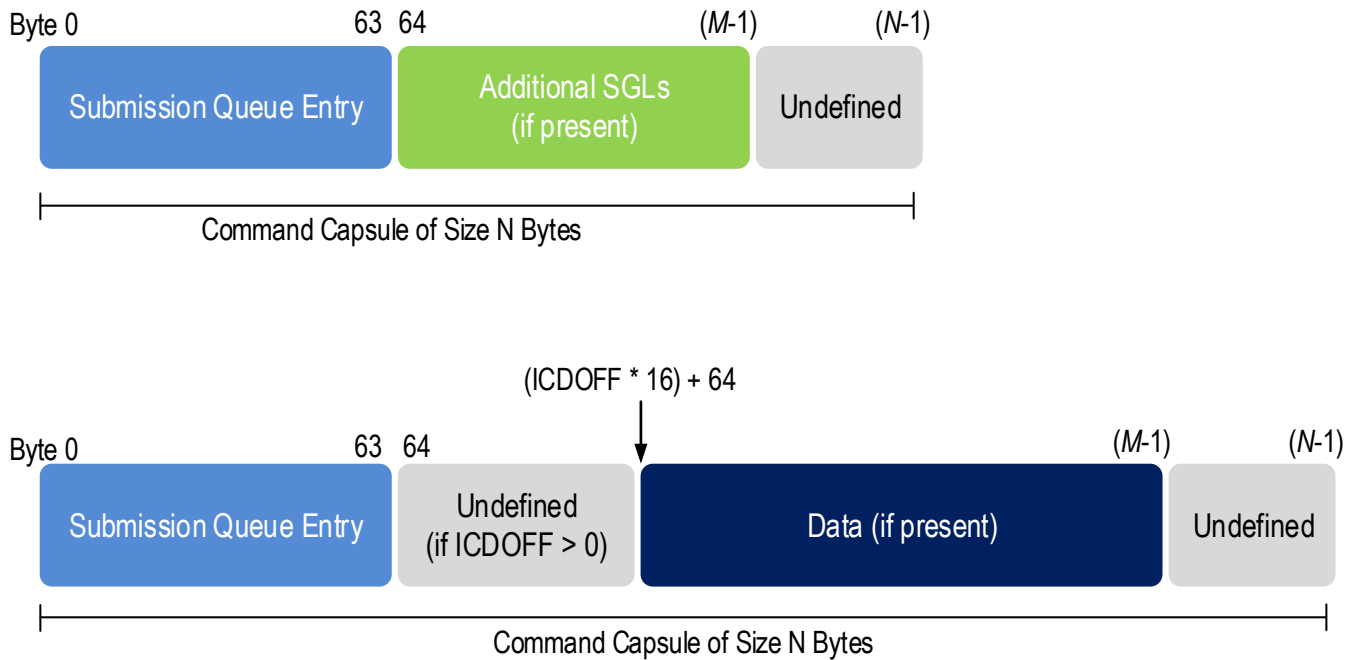 Byte 0 63 64 (M-1) (N-1)
Submission Queue Entry
Additional SGLs
(if present)
Undefined
Command Capsule of Size N Bytes
(ICDOFF * 16) + 64
Byte 0 63 64 (M-1) (N-1)
Submission Queue Entry
Undefined
(if ICDOFF > 0)
Data (if present)
Undefined
Command Capsule of Size N Bytes